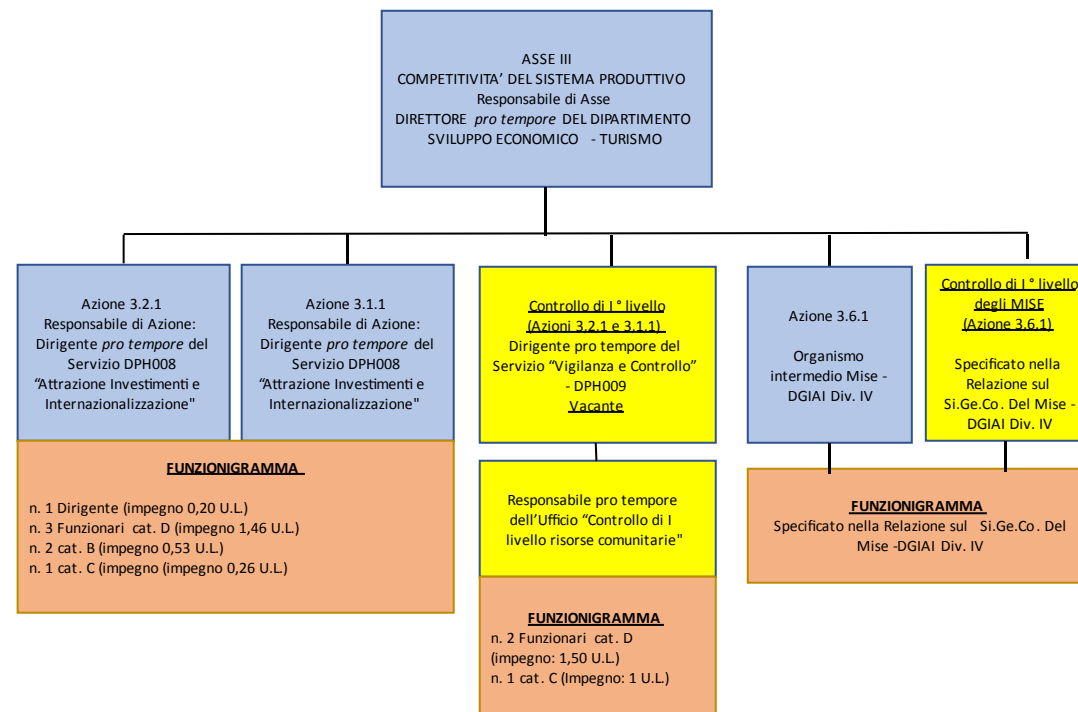 ASSE III
COMPETITIVITA’ DEL SISTEMA PRODUTTIVO
Responsabile di Asse
DIRETTORE pro tempore DEL DIPARTIMENTO
SVILUPPO ECONOMICO - TURISMO
Azione 3.2.1
Responsabile di Azione:
Dirigente pro tempore del
Servizio DPH008
“Attrazione Investimenti e
Internalizzazione"
Azione 3.1.1
Responsabile di Azione:
Dirigente pro tempore del
Servizio DPH008
“Attrazione Investimenti e
Internalizzazione"
Controllo di I° livello
(Azioni 3,2,1 e 3,1,1)
Dirigente pro tempore del
Servizio “Vigilanza e Controllo”
- DPH009
Vacante
Azione 3.6.1
Organismo
intermedio Mise -
DGIAI Div. IV
Controllo di I° livello
degli MISE
(Azione 3,6,1)
Specificato nella
Relazione sul
Si.Ge.Co. Del Mise -
DGIAI Div. IV
FUNZIONIGRAMMA
n. 1 Dirigente (impegno 0,20 U.L.)
n. 3 Funzionari cat. D (impegno 1,46 U.L.)
n. 2 cat. B (impegno 0,53 U.L.)
n. 1 cat. C (impegno (impegno 0,26 U.L.)
Responsabile pro tempore
dell’Ufficio “Controllo di I
livello risorse comunitarie"
FUNZIONIGRAMMA
Specificato nella Relazione sul Si.Ge.Co. Del
Mise -DGIAI Div. IV
FUNZIONIGRAMMA
n. 2 Funzionari cat. D
(impegno: 1,50 U.L.)
n. 1 cat. C (Impegno: 1 U.L.)